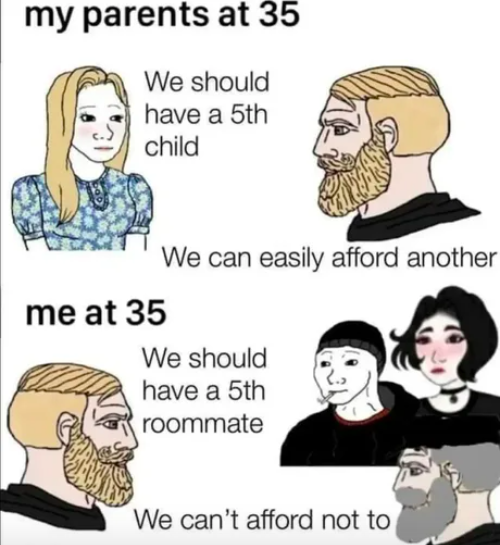 my parents at 35
We should
have a 5th
child
We can easily afford another
me at 35
We should
have a 5th
roommate
We can't afford not to